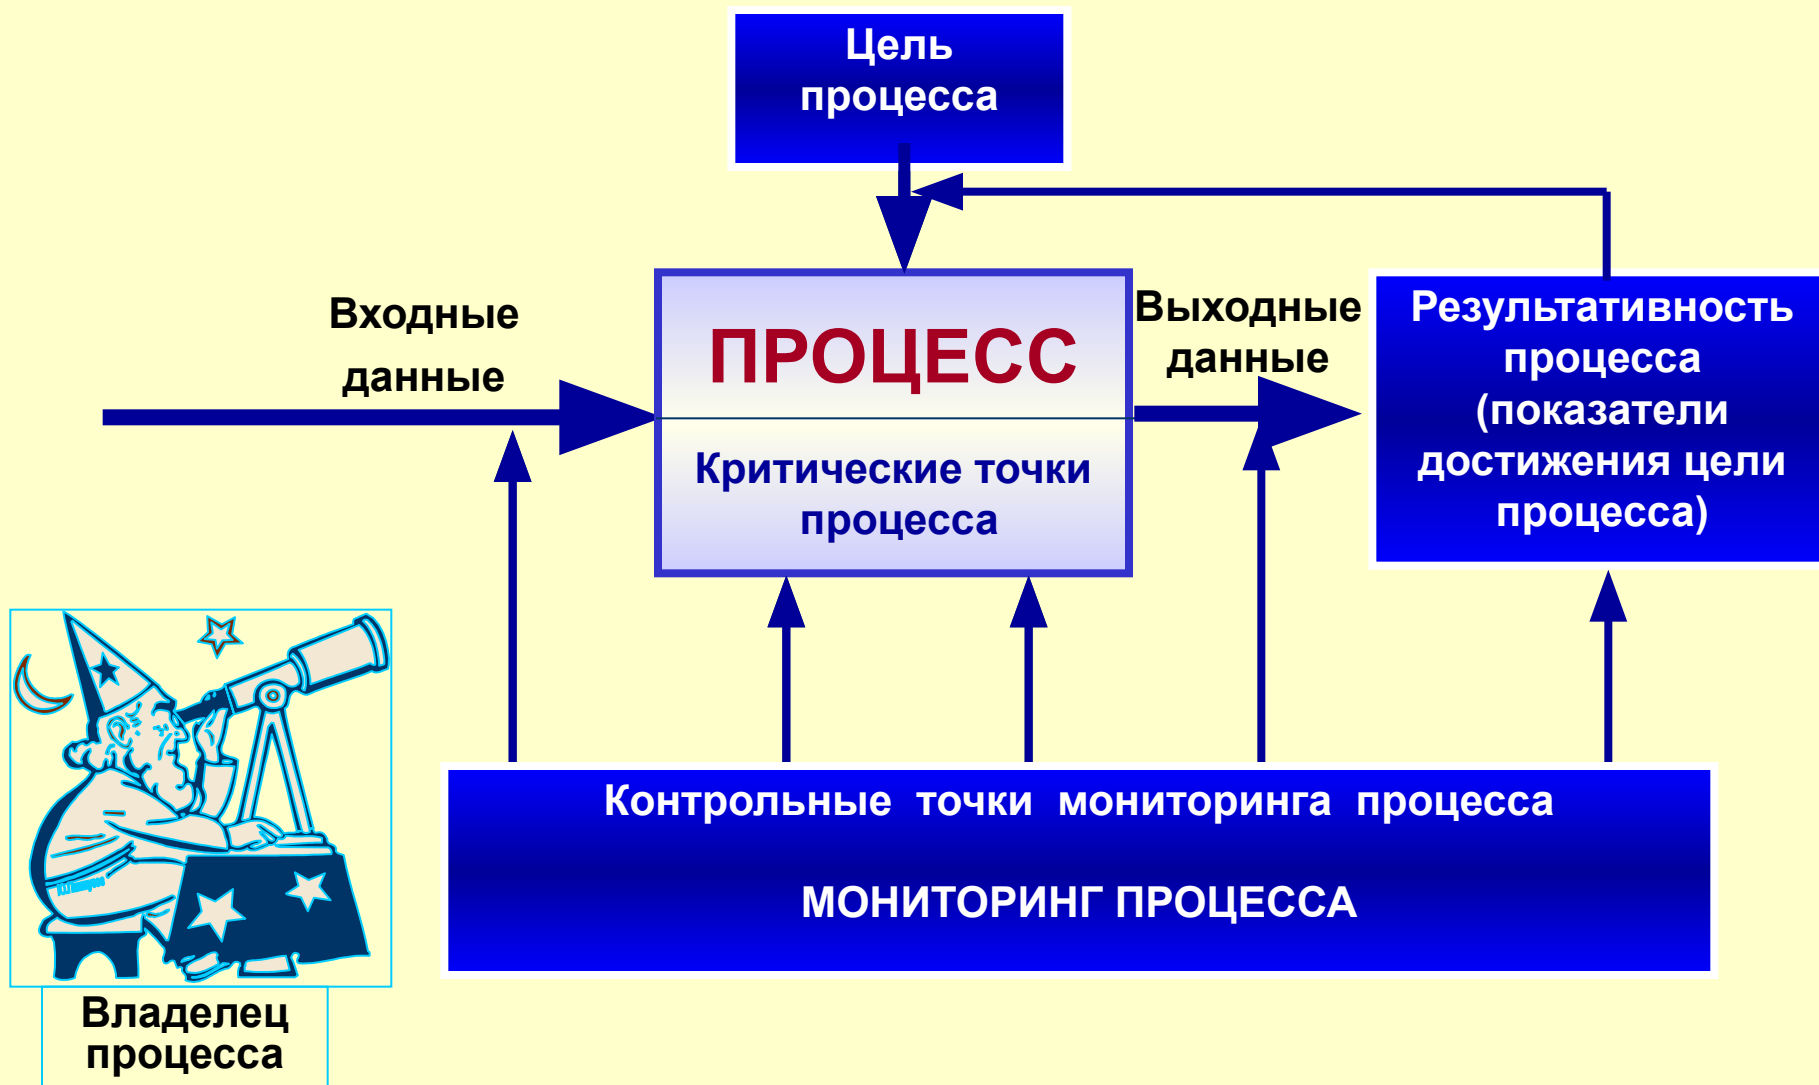 Цель
процесса
Входные
данные
ПРОЦЕСС
Критические точки
процесса
Выходные
данные
Результативность
процесса
(показатели
достижения цели
процесса)
Контрольные точки мониторинга процесса
МОНИТОРИНГ ПРОЦЕССА
Владелец
процесса